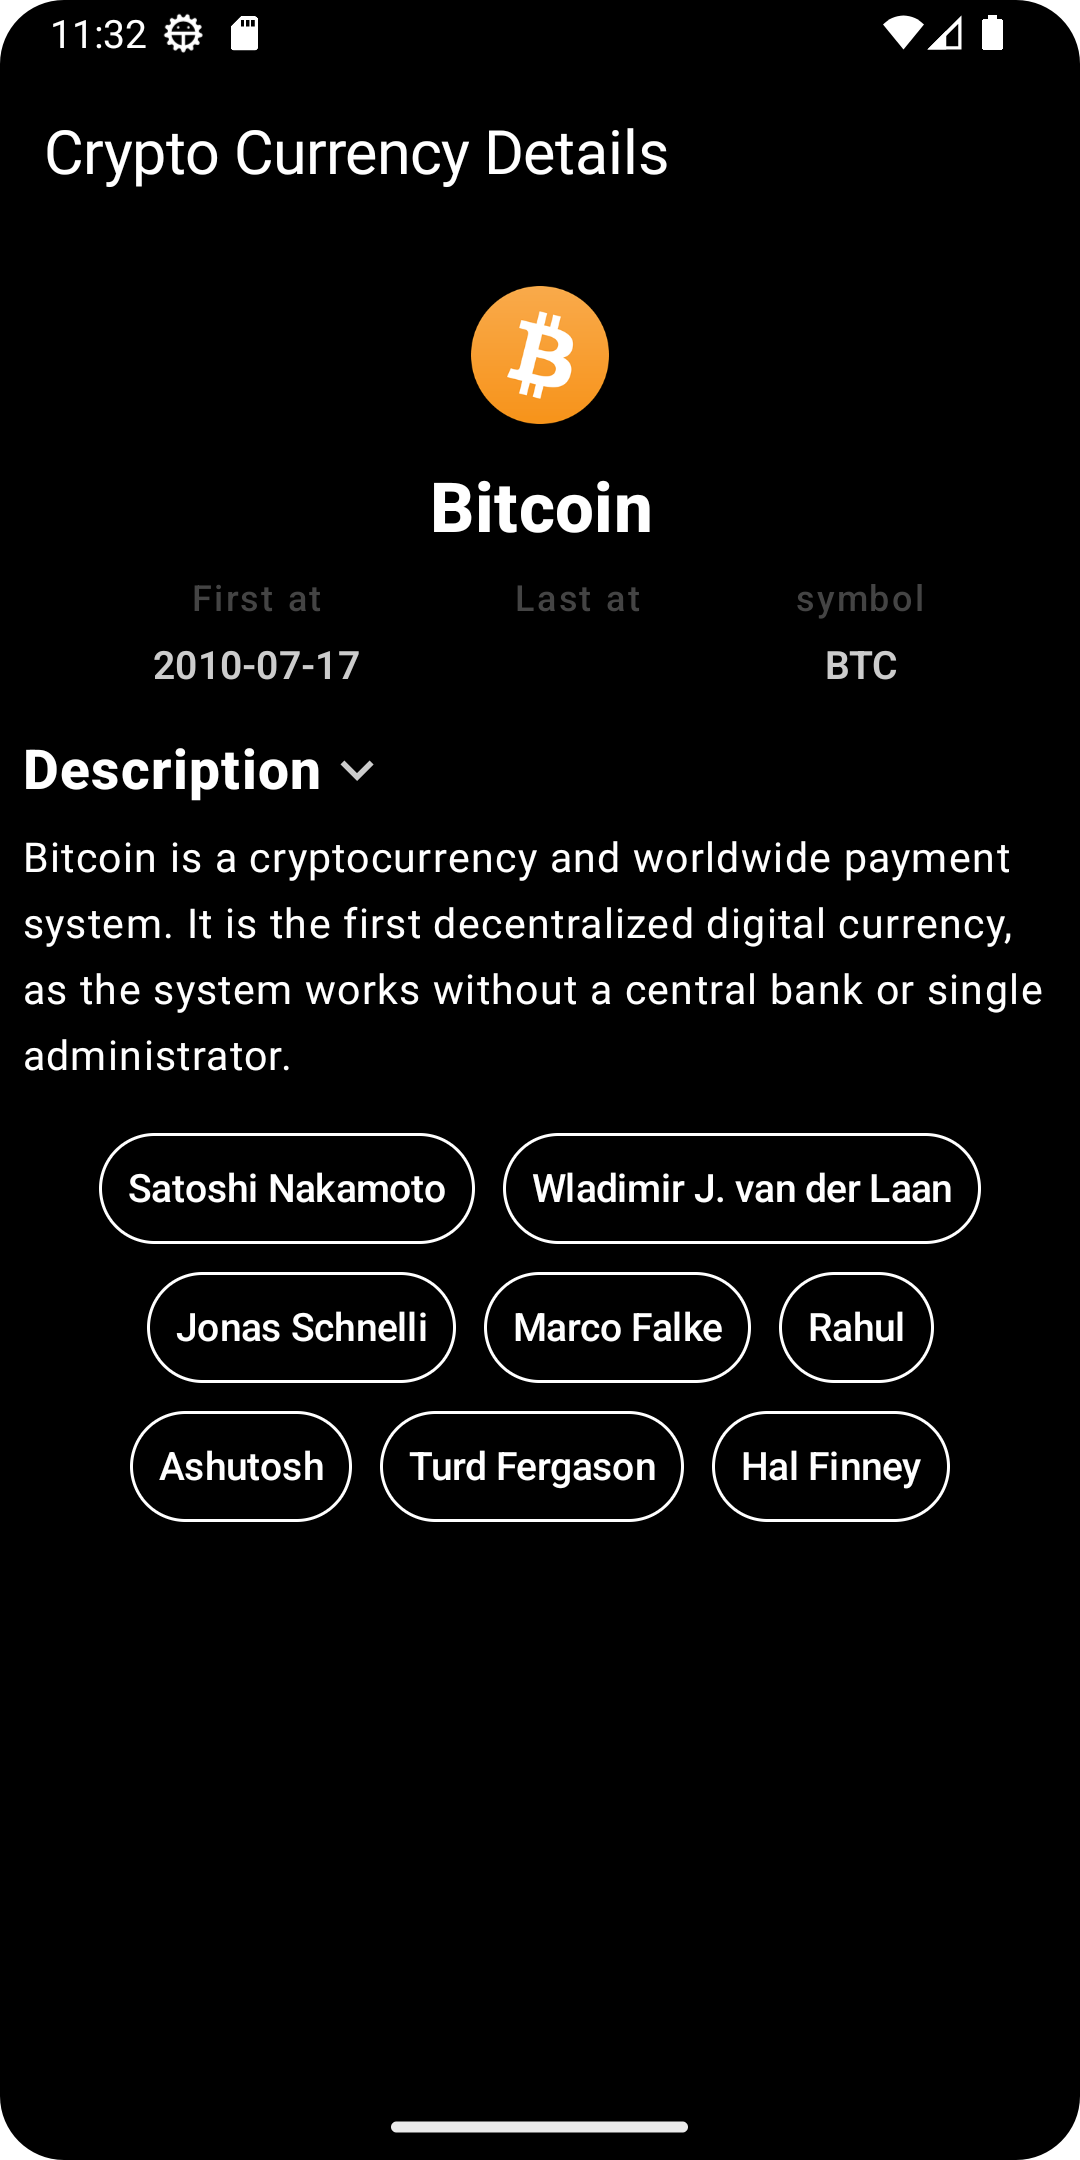 11:32
Crypto Currency Details
Bitcoin
First at Last at symbol
2010-07-17 BTC
Description
Bitcoin is a cryptocurrency and worldwide payment
system. It is the first decentralized digital currency,
as the system works without a central bank or single
administrator.
Satoshi Nakamoto Wladimir J. van der Laan
Jonas Schnelli Marco Falke Rahul
Ashutosh Turd Fergason Hal Finney